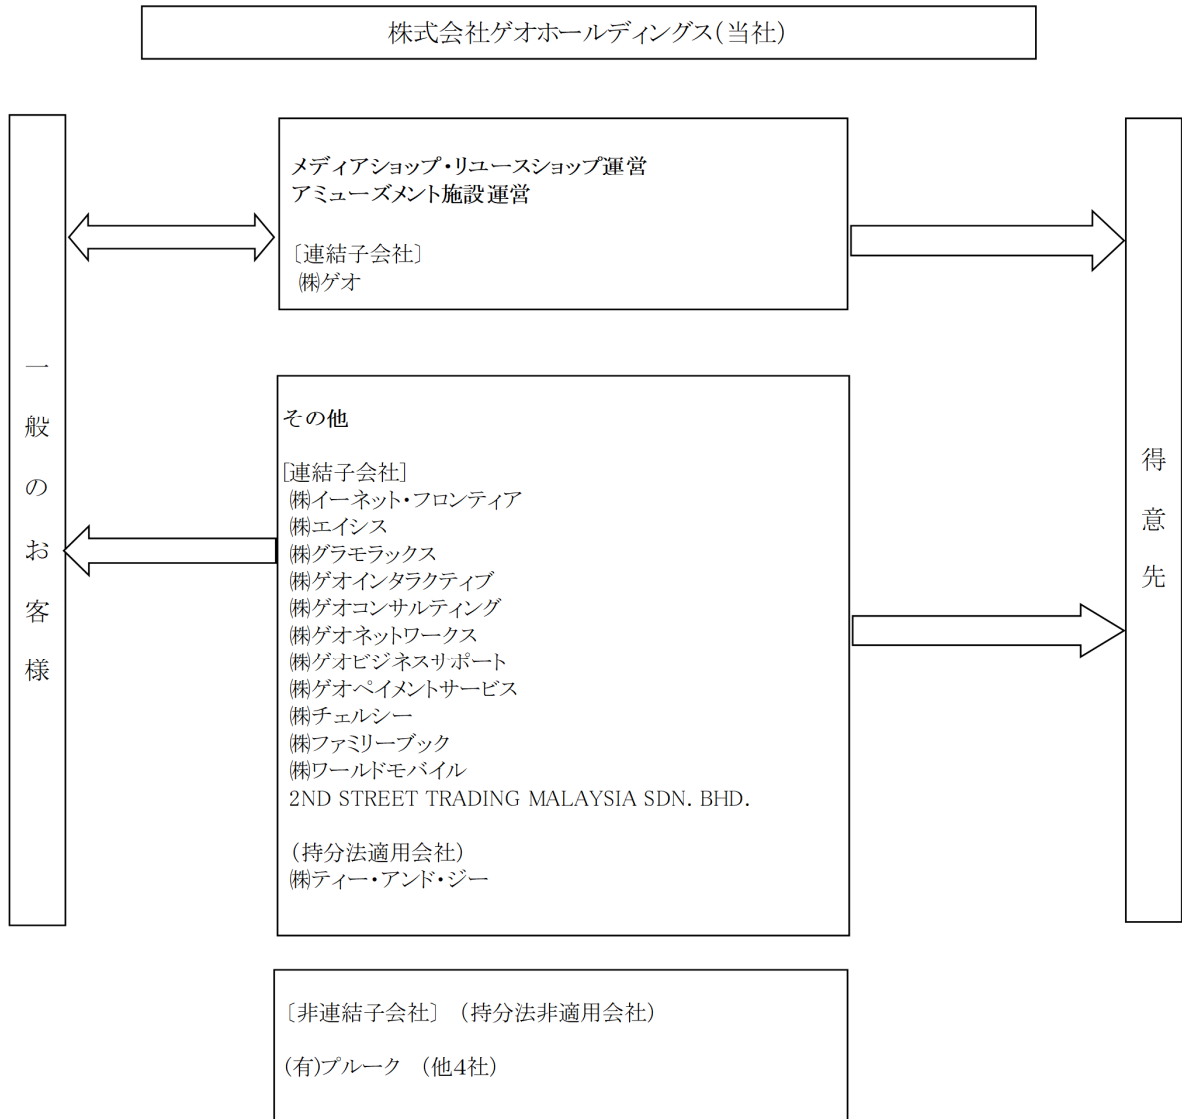 株式会社ゲオホールディングス(当社)
メディアショップ・リユースショップ運営
アミューズメント施設運営
〔連結子会社〕
㈱ゲオ
一般のお客様
その他
[連結子会社]
㈱イーネット・フロンティア
㈱エイシス
㈱グラモラックス
㈱ゲオインタラクティブ
㈱ゲオコンサルティング
㈱ゲオネットワークス
㈱ゲオビジネスサポート
㈱ゲオペイメントサービス
㈱チェルシー
㈱ファミリーブック
㈱ワールドモバイル
2ND STREET TRADING MALAYSIA SDN. BHD.
(持分法適用会社)
㈱ティー・アンド・ジー
得意先
〔非連結子会社〕 (持分法非適用会社)
(有)プルーク (他4社)